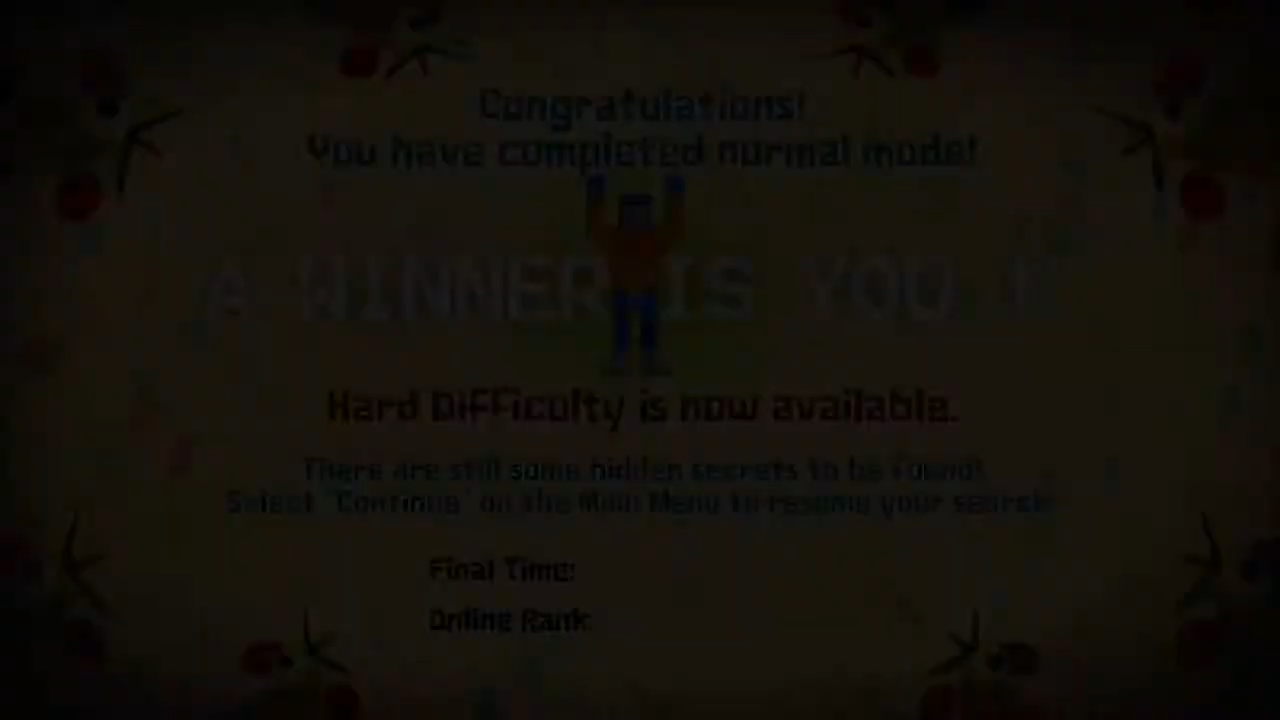 Congratulations!
You have completed normal mode!
A WINNER IS YOU !
Hard Difficulty is now available.
There are still some hidden secrets to be found!
Select "Continue" on the Main Menu to resume your search.
Final Time:
Online Rank: